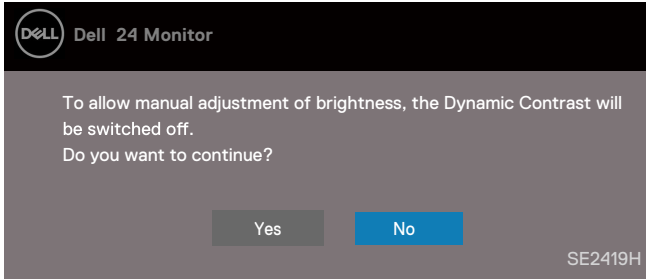 DELL
Dell 24 Monitor
To allow manual adjustment of brightness, the Dynamic Contrast will
be switched off.
Do you want to continue?
Yes
No
SE2419H